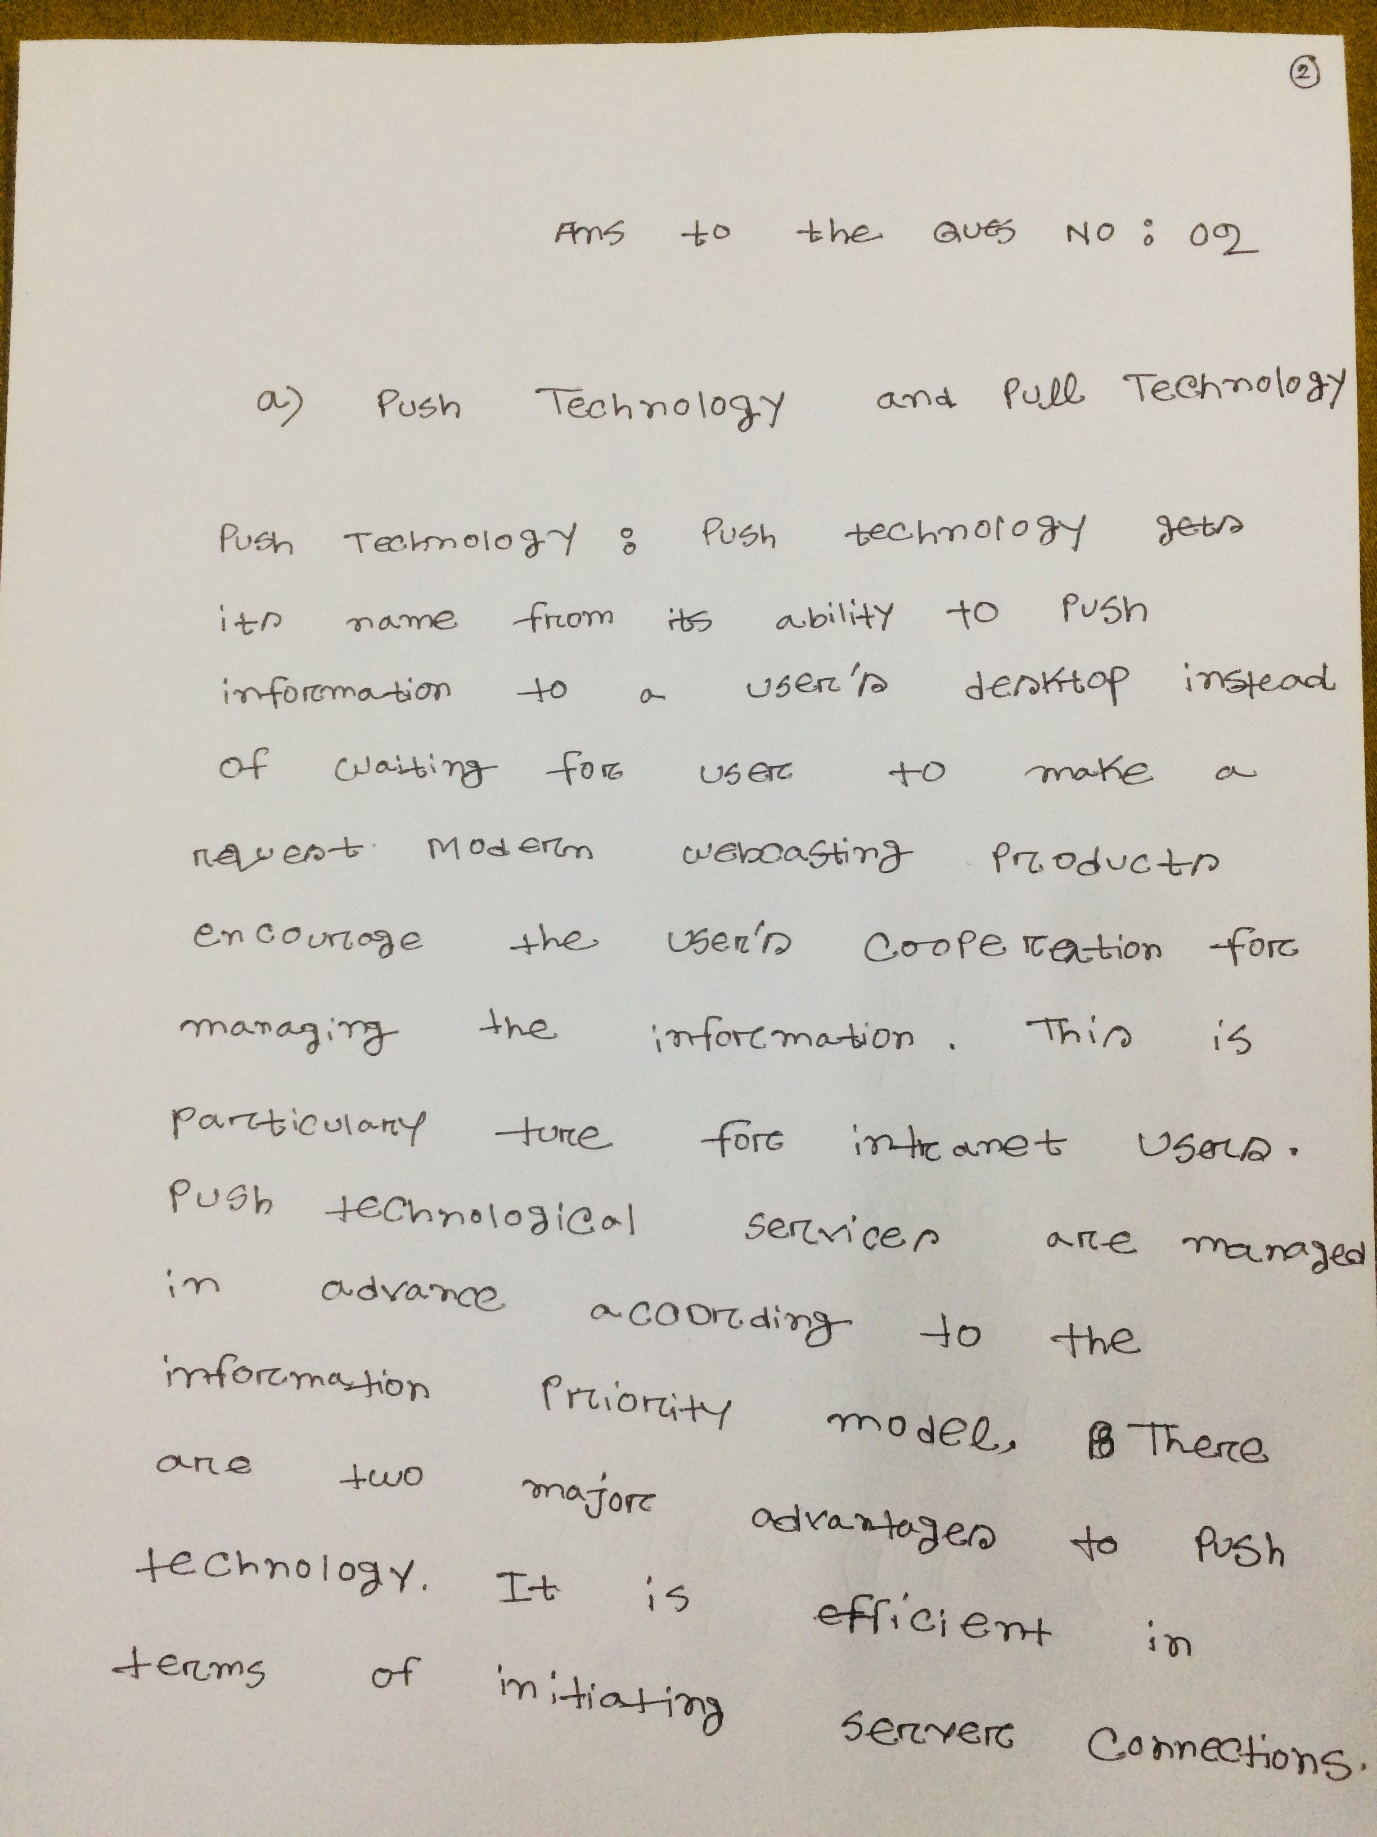 2
Ans to the Ques No : 02
a) Push Technology and Pull Technology
Push Technology : Push technology gets
its name from its ability to Push
information to a user's desktop instead
of waiting for user to make a
request. Modern webcasting Products
encourage the user's cooperation for
managing the information. This is
particulary ture for intranet users.
Push technological services are managed
in advance acoording to the
information Priority model. There
are two major advantages to Push
technology. It is efficient in
terms of initiating server Connections.